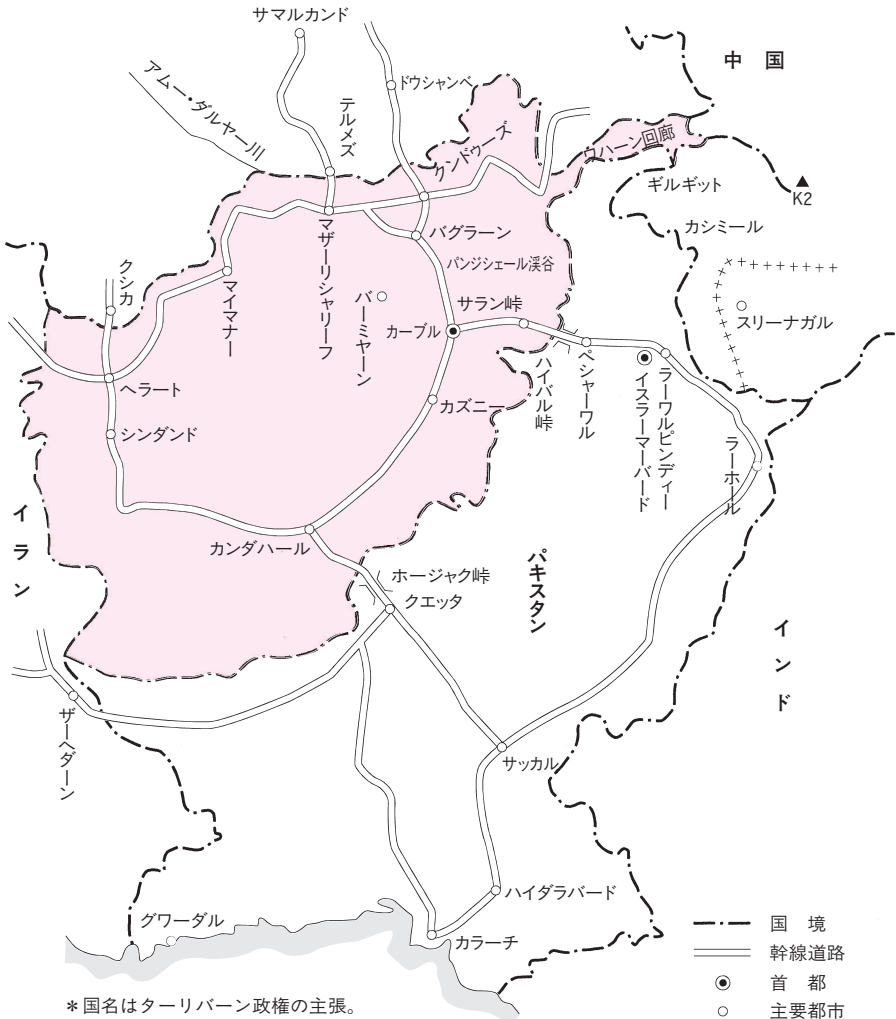 サマルカンド
中国
アムー・ダルヤー川
ドゥシャンベ
テルメズ
クンドゥーズ
ワハーン回廊
ギルギット
K2
カシミール
マザーリシャリーフ
バグラーン
パンジシェール渓谷
クシカ
マイマナー
バーミヤーン
サラン峠
カーブル
スリーナガル
ヘラート
ハイバル峠
ペシャーワル
イスラーマーバード
ラーワルピンディー
カズニー
シンダンド
ラーホール
イラン
カンダハール
ホージャク峠
クエッタ
パキスタン
インド
ザーヘダーン
サッカル
ハイダラバード
グワーダル
カラーチ
国境
幹線道路
首都
主要都市
＊国名はターリバーン政権の主張。